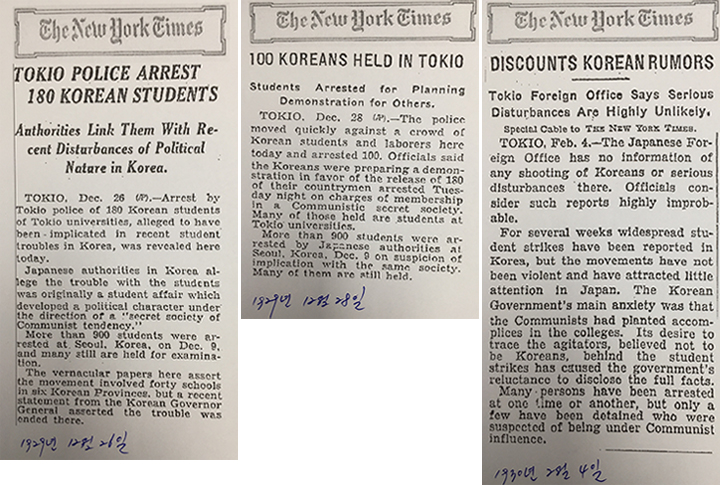 The New York Times
TOKIO POLICE ARREST
180 KOREAN STUDENTS
Authorities Link Them With Re-
cent Disturbances of Political
Nature in Korea.
TOKIO, Dec. 26 (AP).—Arrest by
Tokio police of 180 Korean students
of Tokio universities, alleged to have
been implicated in recent student
troubles in Korea, was revealed here
today.
Japanese authorities in Korea al-
lege the trouble with the students
was originally a student affair which
developed a political character under
the direction of a "secret society of
Communist tendency."
More than 900 students were ar-
rested at Seoul, Korea, on Dec. 9,
and many still are held for examina-
tion.
The vernacular papers here assert
the movement involved forty schools
in six Korean Provinces, but a recent
statement from the Korean Governor
General asserted the trouble was
ended there.
1929년 12월 26일
The New York Times
100 KOREANS HELD IN TOKIO
Students Arrested for Planning
Demonstration for Others.
TOKIO, Dec. 28 (AP).—The police
moved quickly against a crowd of
Korean students and laborers here
today and arrested 100. Officials said
the Koreans were preparing a demon-
stration in favor of the release of 180
of their countrymen arrested Tues-
day night on charges of membership
in a Communistic secret society.
Many of those held are students at
Tokio universities.
More than 900 students were ar-
rested by Japanese authorities at
Seoul, Korea, Dec. 9 on suspicion of
implication with the same society.
Many of them are still held.
1929년 12월 28일
The New York Times
DISCOUNTS KOREAN RUMORS
Tokio Foreign Office Says Serious
Disturbances Are Highly Unlikely.
Special Cable to THE NEW YORK TIMES.
TOKIO, Feb. 4.—The Japanese For-
eign Office has no information of
any shooting of Koreans or serious
disturbances there. Officials con-
sider such reports highly improb-
able.
For several weeks widespread stu-
dent strikes have been reported in
Korea, but the movements have not
been violent and have attracted little
attention in Japan. The Korean
Government's main anxiety was that
the Communists had planted accom-
plices in the colleges. Its desire to
trace the agitators, believed not to
be Koreans, behind the student
strikes has caused the government's
reluctance to disclose the full facts.
Many persons have been arrested
at one time or another, but only a
few have been detained who were
suspected of being under Communist
influence.
1930년 2월 4일